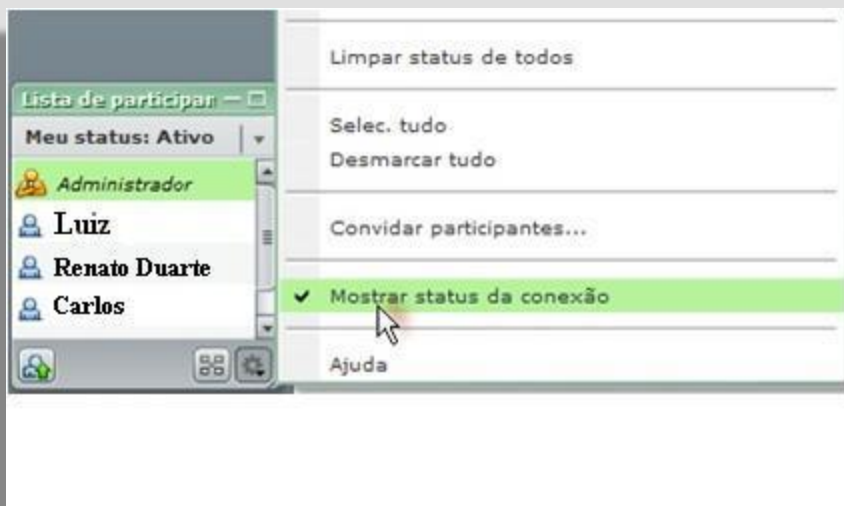 Lista de participan
Meu status: Ativo
Administrador
Luiz
Renato Duarte
Carlos
Limpar status de todos
Selec. tudo
Desmarcar tudo
Convidar participantes...
Mostrar status da conexão
Ajuda